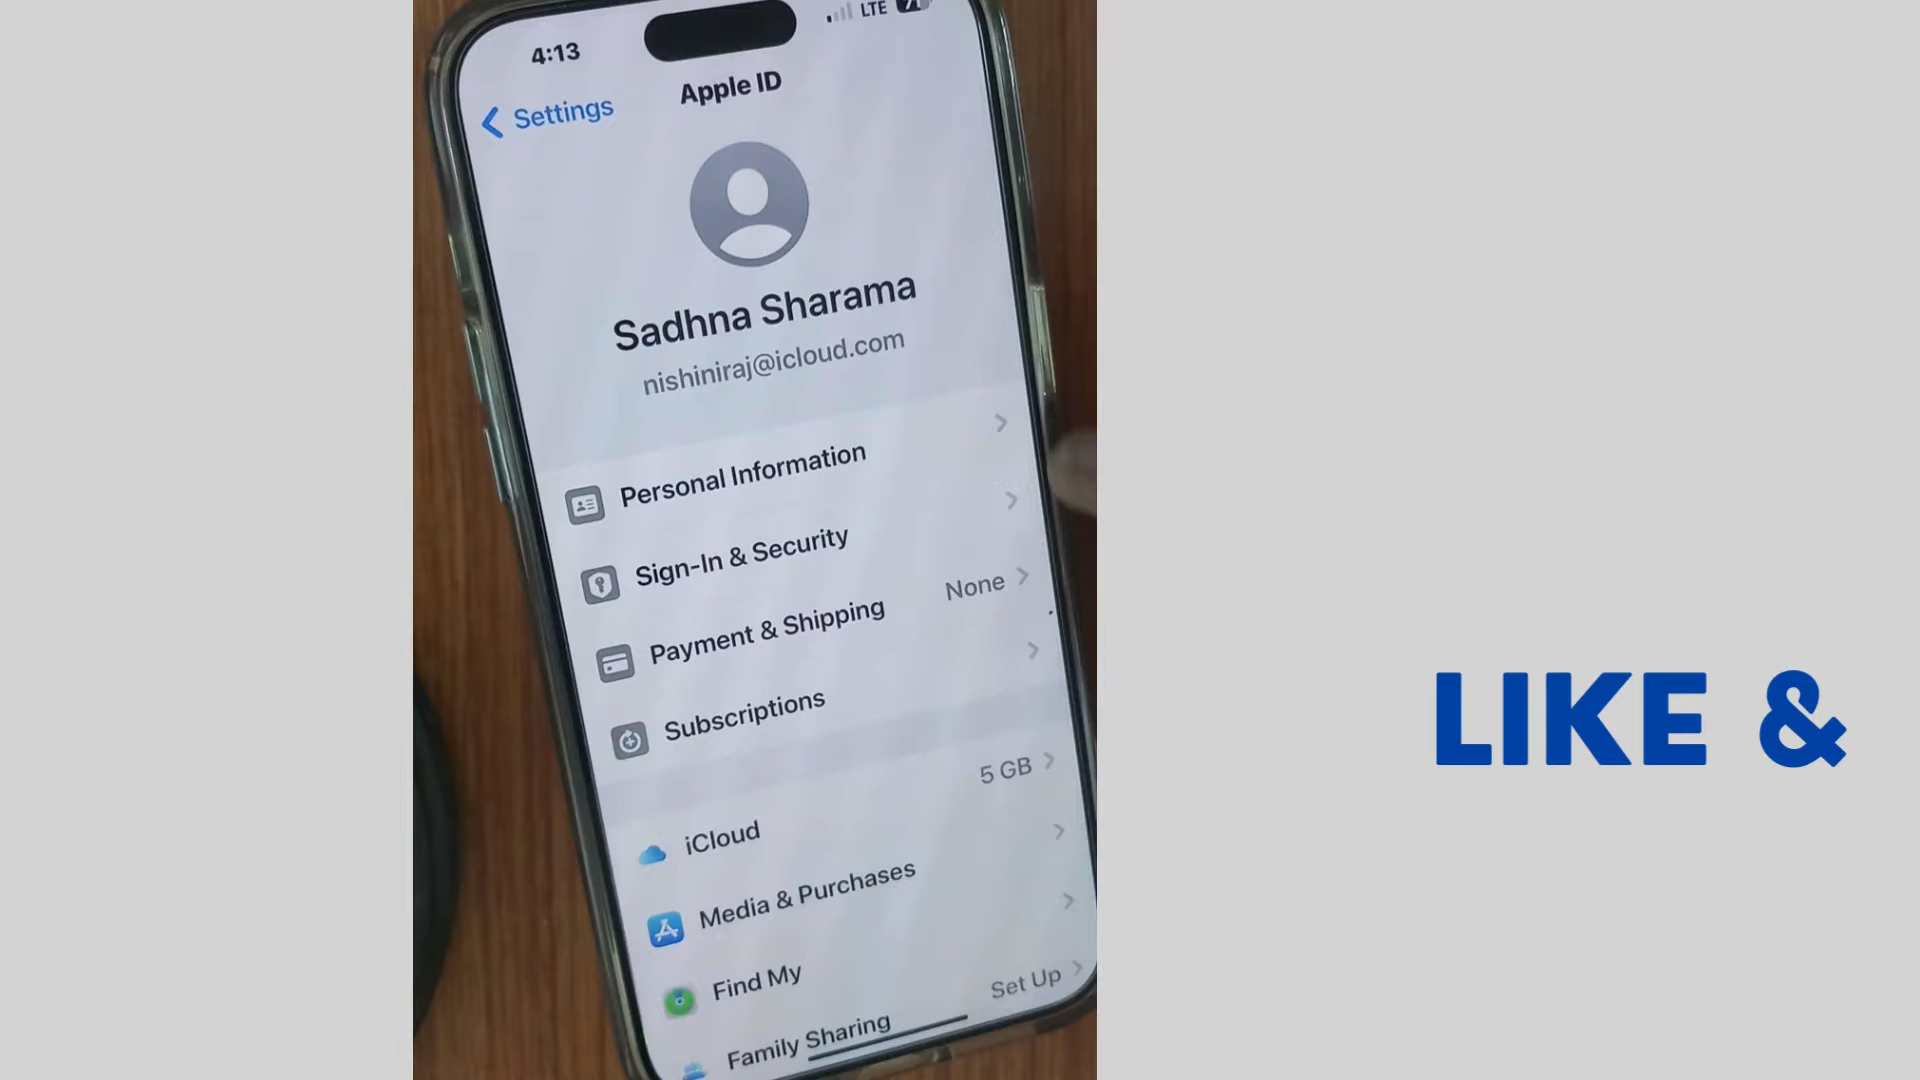 4:13
LTE
Settings
Apple ID
Sadhna Sharama
nishiniraj@icloud.com
Personal Information
Sign-In & Security
Payment & Shipping None
Subscriptions
iCloud 5 GB
Media & Purchases
Find My
Family Sharing Set Up
LIKE &